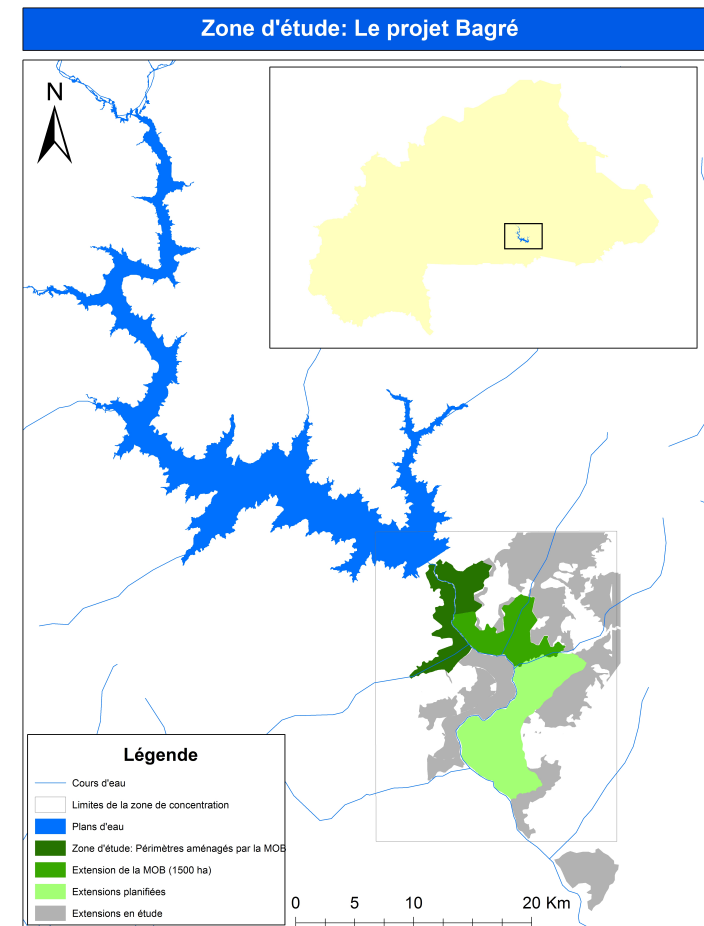 Zone d'étude: Le projet Bagré
N
Légende
Cours d'eau
Limites de la zone de concentration
Plans d'eau
Zone d'étude: Périmètres aménagés par la MOB
Extension de la MOB (1500 ha)
Extensions planifiées
Extensions en étude
0 5 10 20 Km